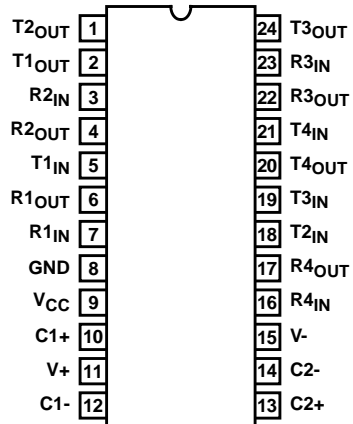 T2OUT 1 24 T3OUT
T1OUT 2 23 R3IN
R2IN 3 22 R3OUT
R2OUT 4 21 T4IN
T1IN 5 20 T4OUT
R1OUT 6 19 T3IN
R1IN 7 18 T2IN
GND 8 17 R4OUT
VCC 9 16 R4IN
C1+ 10 15 V-
V+ 11 14 C2-
C1- 12 13 C2+